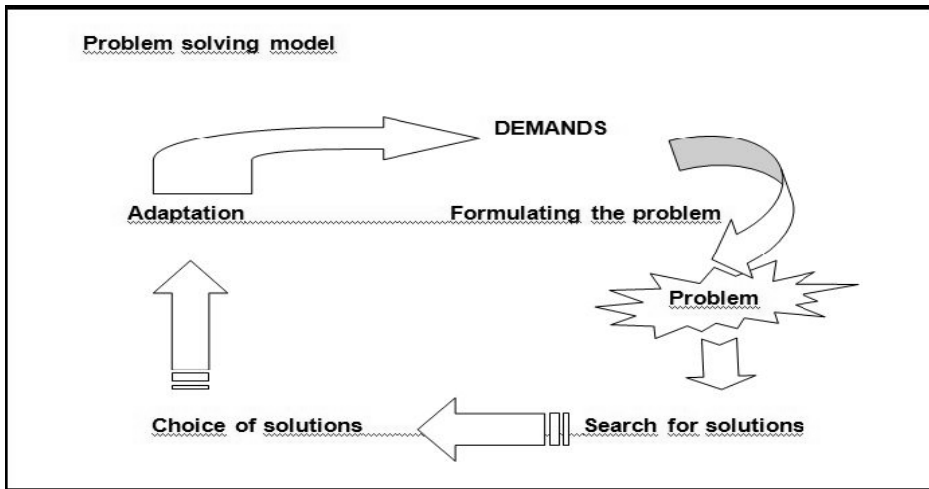 Problem solving model
DEMANDS
Adaptation Formulating the problem
Problem
Choice of solutions Search for solutions